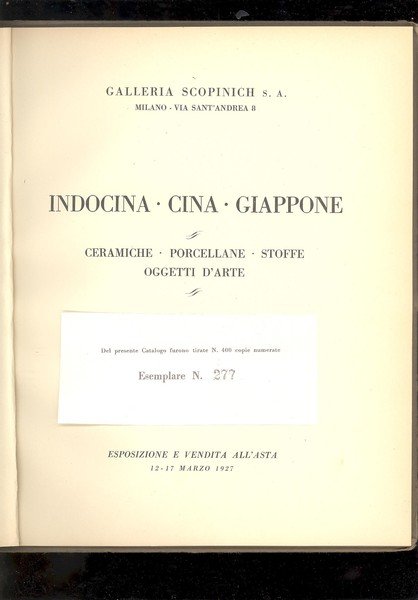 GALLERIA SCOPINICH S. A.
MILANO - VIA SANT'ANDREA 8
INDOCINA · CINA · GIAPPONE
CERAMICHE · PORCELLANE · STOFFE
OGGETTI D'ARTE
Del presente Catalogo furono tirate N. 400 copie numerate
Esemplare N. 277
ESPOSIZIONE E VENDITA ALL'ASTA
12-17 MARZO 1927